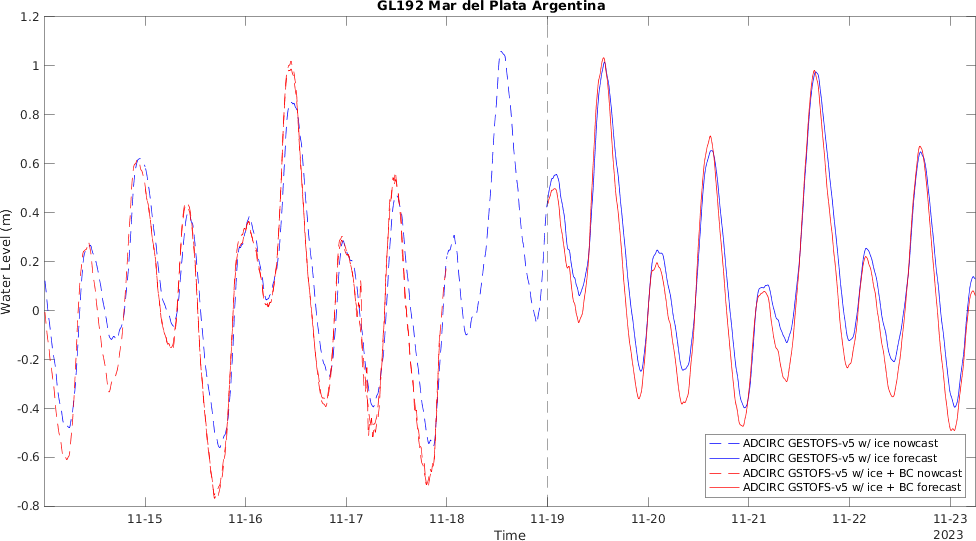 GL192 Mar del Plata Argentina
1.2
1
0.8
0.6
0.4
0.2
0
-0.2
-0.4
-0.6
-0.8
Water Level (m)
ADCIRC GESTOFS-v5 w/ ice nowcast
ADCIRC GESTOFS-v5 w/ ice forecast
ADCIRC GSTOFS-v5 w/ ice + BC nowcast
ADCIRC GSTOFS-v5 w/ ice + BC forecast
11-15 11-16 11-17 11-18 11-19 11-20 11-21 11-22 11-23
Time
2023